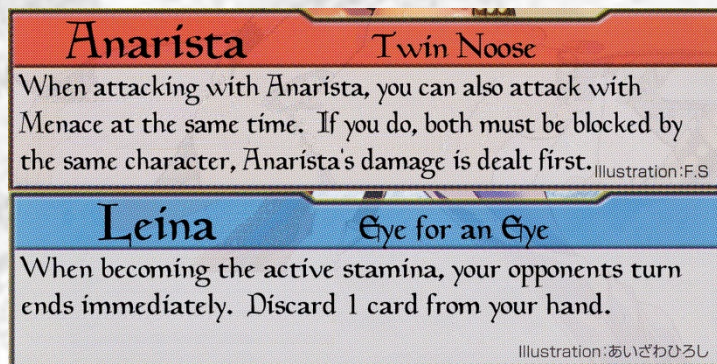 Anarista Twin Noose
When attacking with Anarista, you can also attack with
Menace at the same time. If you do, both must be blocked by
the same character, Anarista's damage is dealt first.
Illustration:F.S
Leina Eye for an Eye
When becoming the active stamina, your opponents turn
ends immediately. Discard 1 card from your hand.
Illustration:あいざわひろし